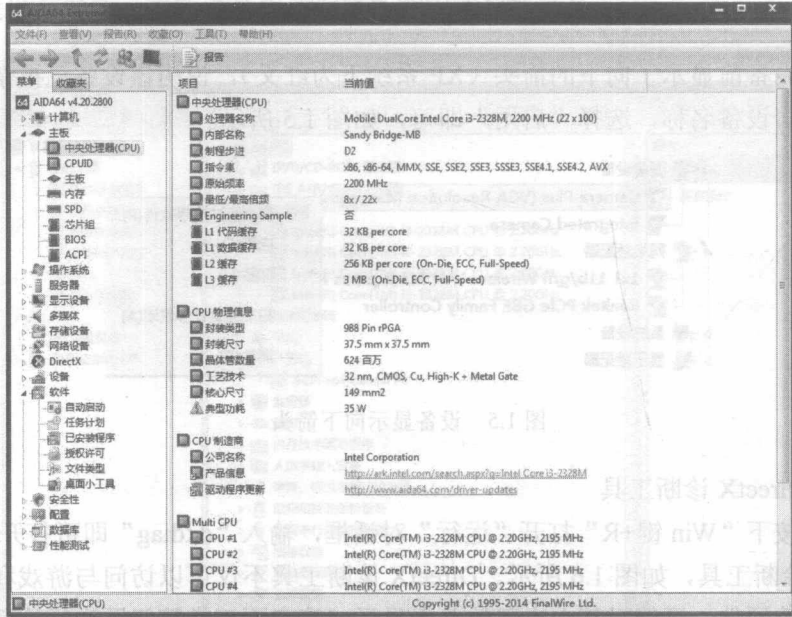 64 AIDA64 Extreme
文件(F) 查看(V) 报告(R) 收藏(O) 工具(T) 帮助(H)
报告
菜单 收藏夹
64 AIDA64 v4.20.2800
计算机
主板
中央处理器(CPU)
CPUID
主板
内存
SPD
芯片组
BIOS
ACPI
操作系统
服务器
显示设备
多媒体
存储设备
网络设备
DirectX
设备
软件
自动启动
任务计划
已安装程序
授权许可
文件类型
桌面小工具
安全性
配置
数据库
性能测试
项目 当前值
中央处理器(CPU)
处理器名称 Mobile DualCore Intel Core i3-2328M, 2200 MHz (22 x 100)
内部名称 Sandy Bridge-MB
制程步进 D2
指令集 x86, x86-64, MMX, SSE, SSE2, SSE3, SSSE3, SSE4.1, SSE4.2, AVX
原始频率 2200 MHz
最低/最高倍频 8x / 22x
Engineering Sample 否
L1 代码缓存 32 KB per core
L1 数据缓存 32 KB per core
L2 缓存 256 KB per core (On-Die, ECC, Full-Speed)
L3 缓存 3 MB (On-Die, ECC, Full-Speed)
CPU 物理信息
封装类型 988 Pin rPGA
封装尺寸 37.5 mm x 37.5 mm
晶体管数量 624 百万
工艺技术 32 nm, CMOS, Cu, High-K + Metal Gate
核心尺寸 149 mm2
典型功耗 35 W
CPU 制造商
公司名称 Intel Corporation
产品信息 http://ark.intel.com/search.aspx?q=Intel Core i3-2328M
驱动程序更新 http://www.aida64.com/driver-updates
Multi CPU
CPU #1 Intel(R) Core(TM) i3-2328M CPU @ 2.20GHz, 2195 MHz
CPU #2 Intel(R) Core(TM) i3-2328M CPU @ 2.20GHz, 2195 MHz
CPU #3 Intel(R) Core(TM) i3-2328M CPU @ 2.20GHz, 2195 MHz
CPU #4 Intel(R) Core(TM) i3-2328M CPU @ 2.20GHz, 2195 MHz
中央处理器(CPU) Copyright (c) 1995-2014 FinalWire Ltd.